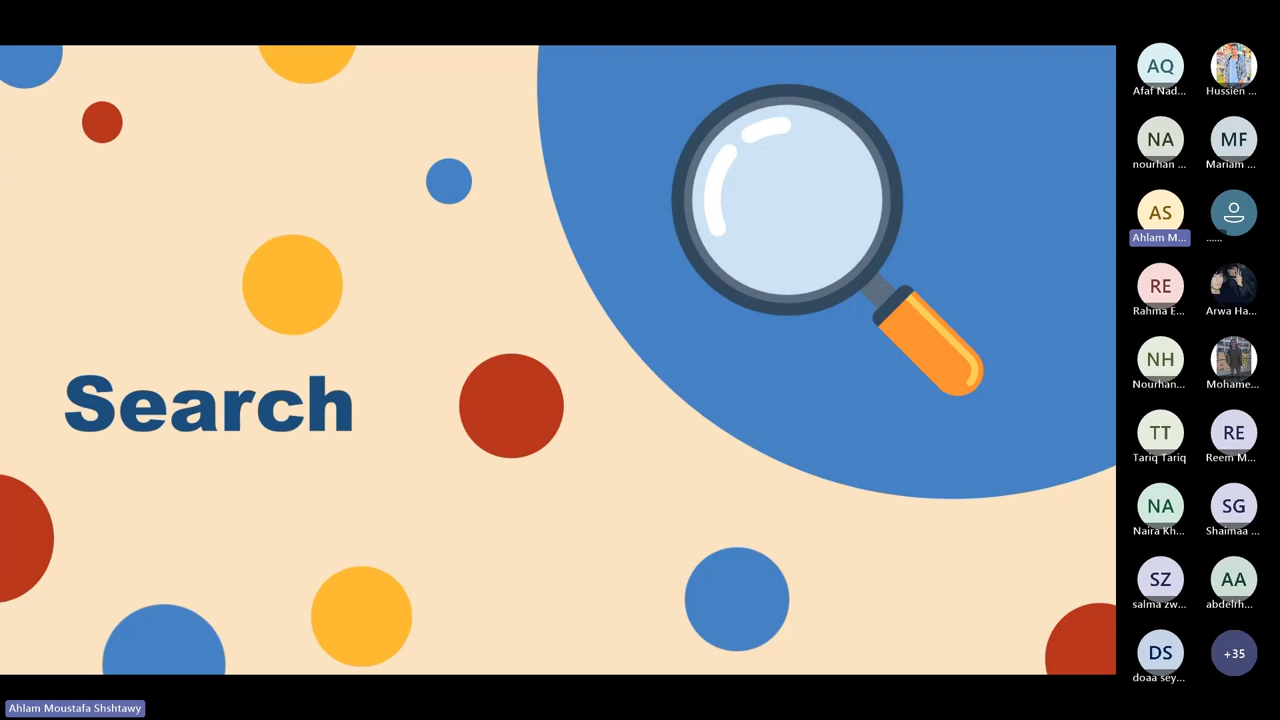 Search
AQ
Afaf Nad...
Hussien ...
NA
nourhan ...
MF
Mariam ...
AS
Ahlam M...
......
RE
Rahma E...
Arwa Ha...
NH
Nourhan...
Mohame...
TT
Tariq Tariq
RE
Reem M...
NA
Naira Kh...
SG
Shaimaa ...
SZ
salma zw...
AA
abdelrh...
DS
doaa sey...
+35
Ahlam Moustafa Shshtawy